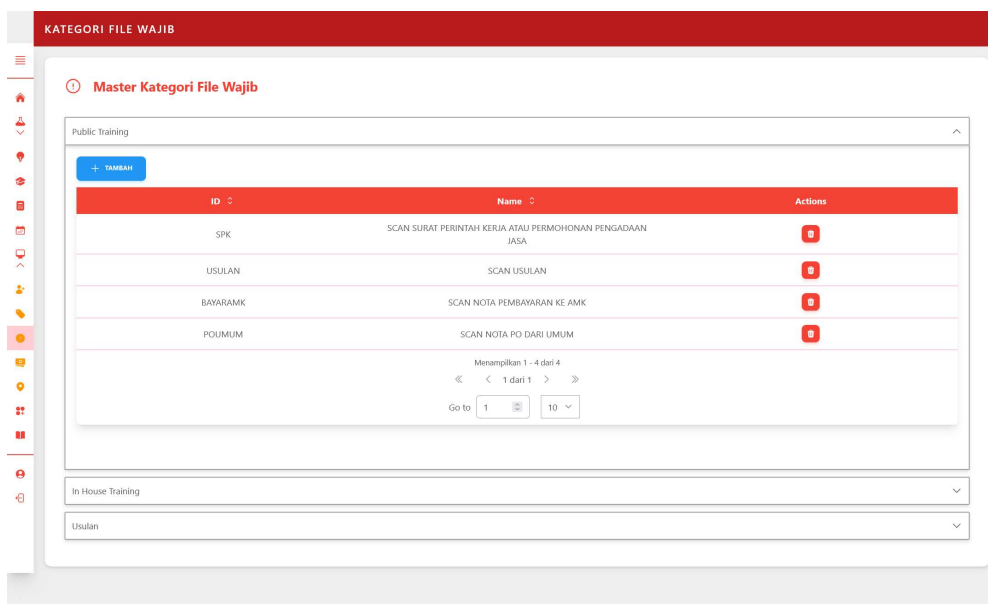 KATEGORI FILE WAJIB
Master Kategori File Wajib
Public Training
+ TAMBAH
ID Name Actions
SPK SCAN SURAT PERINTAH KERJA ATAU PERMOHONAN PENGADAAN
JASA
USULAN SCAN USULAN
BAYARAMK SCAN NOTA PEMBAYARAN KE AMK
POUMUM SCAN NOTA PO DARI UMUM
Menampilkan 1 - 4 dari 4
1 dari 1
Go to 1 10
In House Training
Usulan